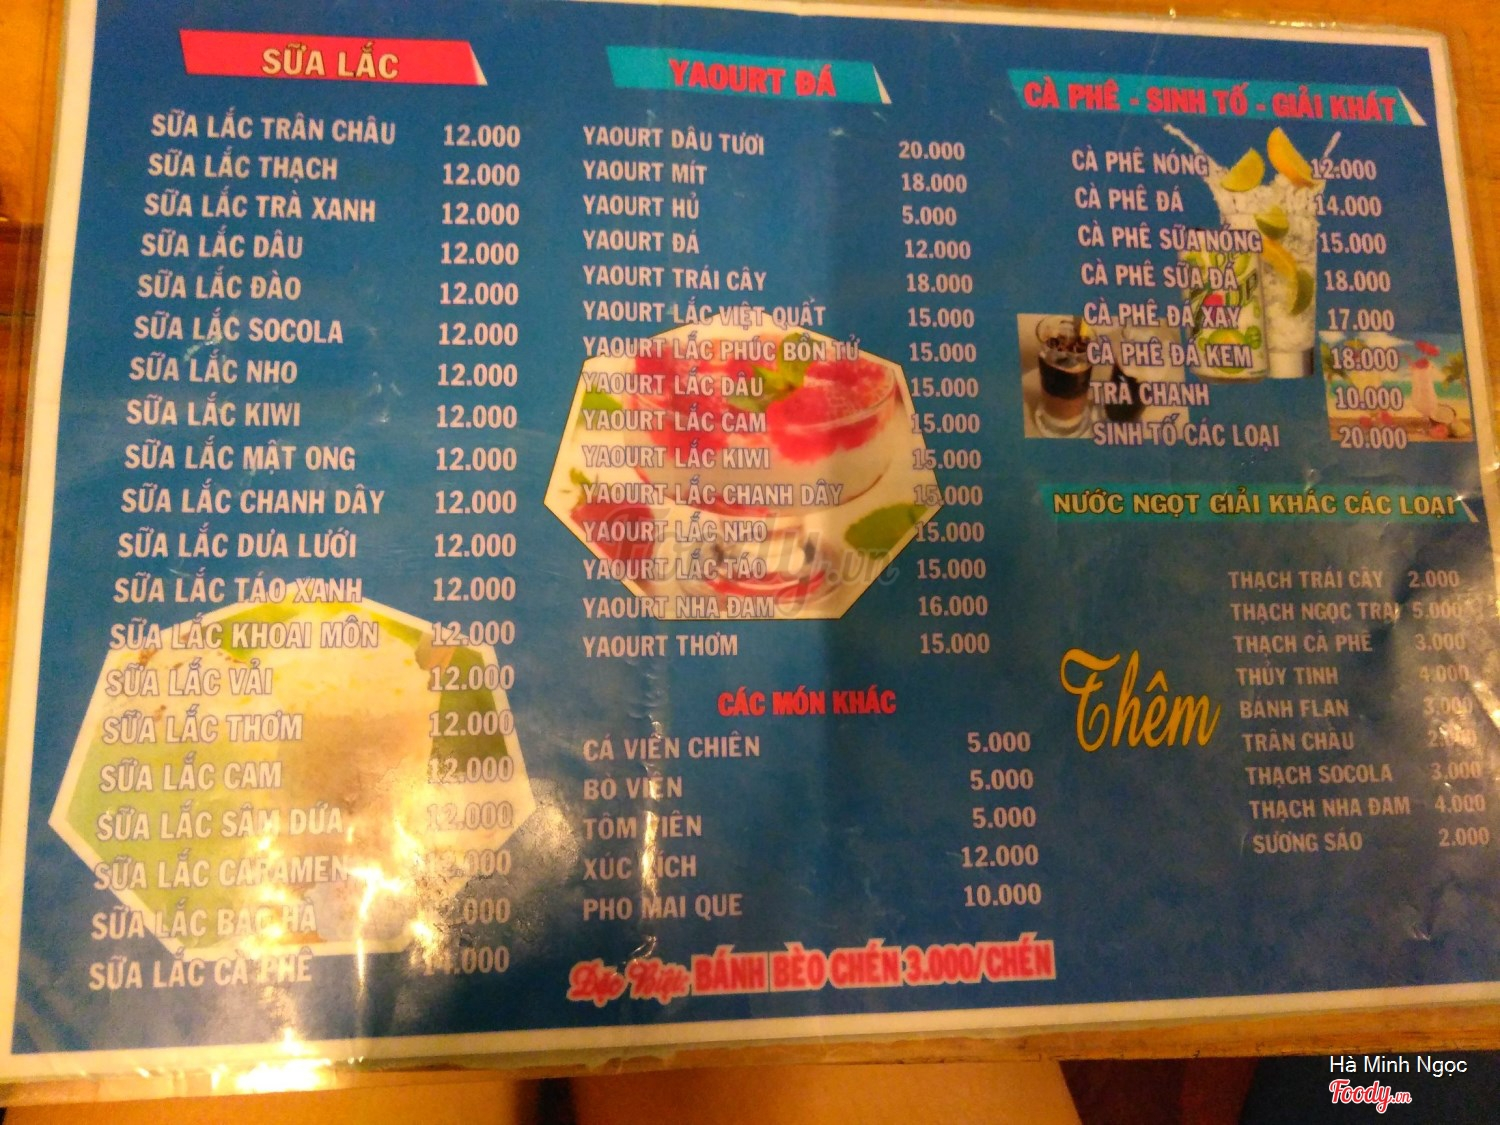 SỮA LẮC
SỮA LẮC TRÂN CHÂU 12.000
SỮA LẮC THẠCH 12.000
SỮA LẮC TRÀ XANH 12.000
SỮA LẮC DÂU 12.000
SỮA LẮC ĐÀO 12.000
SỮA LẮC SOCOLA 12.000
SỮA LẮC NHO 12.000
SỮA LẮC KIWI 12.000
SỮA LẮC MẬT ONG 12.000
SỮA LẮC CHANH DÂY 12.000
SỮA LẮC DƯA LƯỚI 12.000
SỮA LẮC TÁO XANH 12.000
SỮA LẮC KHOAI MÔN 12.000
SỮA LẮC VẢI 12.000
SỮA LẮC THƠM 12.000
SỮA LẮC CAM 12.000
SỮA LẮC SÂM DỨA 12.000
SỮA LẮC CARAMEN
SỮA LẮC BẠC HÀ
SỮA LẮC CÀ PHÊ 14.000
YAOURT ĐÁ
YAOURT DÂU TƯƠI 20.000
YAOURT MÍT 18.000
YAOURT HỦ 5.000
YAOURT ĐÁ 12.000
YAOURT TRÁI CÂY 18.000
YAOURT LẮC VIỆT QUẤT 15.000
YAOURT LẮC PHÚC BỒN TỬ 15.000
YAOURT LẮC DÂU 15.000
YAOURT LẮC CAM 15.000
YAOURT LẮC KIWI 15.000
YAOURT LẮC CHANH DÂY 15.000
YAOURT LẮC NHO 15.000
YAOURT LẮC TÁO 15.000
YAOURT NHA ĐAM 16.000
YAOURT THƠM 15.000
CÁC MÓN KHÁC
CÁ VIÊN CHIÊN 5.000
BÒ VIÊN 5.000
TÔM VIÊN 5.000
XÚC XÍCH 12.000
PHO MAI QUE 10.000
Đặc Biệt: BÁNH BÈO CHÉN 3.000/CHÉN
CÀ PHÊ - SINH TỐ - GIẢI KHÁT
CÀ PHÊ NÓNG 12.000
CÀ PHÊ ĐÁ 14.000
CÀ PHÊ SỮA NÓNG 15.000
CÀ PHÊ SỮA ĐÁ 18.000
CÀ PHÊ ĐÁ XAY 17.000
CÀ PHÊ ĐÁ KEM 18.000
TRÀ CHANH 10.000
SINH TỐ CÁC LOẠI 20.000
NƯỚC NGỌT GIẢI KHÁC CÁC LOẠI
Thêm
THẠCH TRÁI CÂY 2.000
THẠCH NGỌC TRAI 5.000
THẠCH CÀ PHÊ 3.000
THỦY TINH 4.000
BÁNH FLAN 3.000
TRÂN CHÂU
THẠCH SOCOLA 3.000
THẠCH NHA ĐAM 4.000
SƯƠNG SÁO 2.000
Foody.vn
Hà Minh Ngọc
Foody.vn